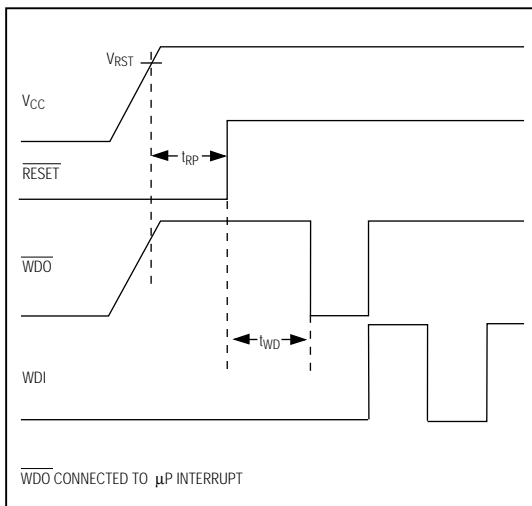 VRST
VCC
tRP
RESET
WDO
tWD
WDI
WDO CONNECTED TO µP INTERRUPT